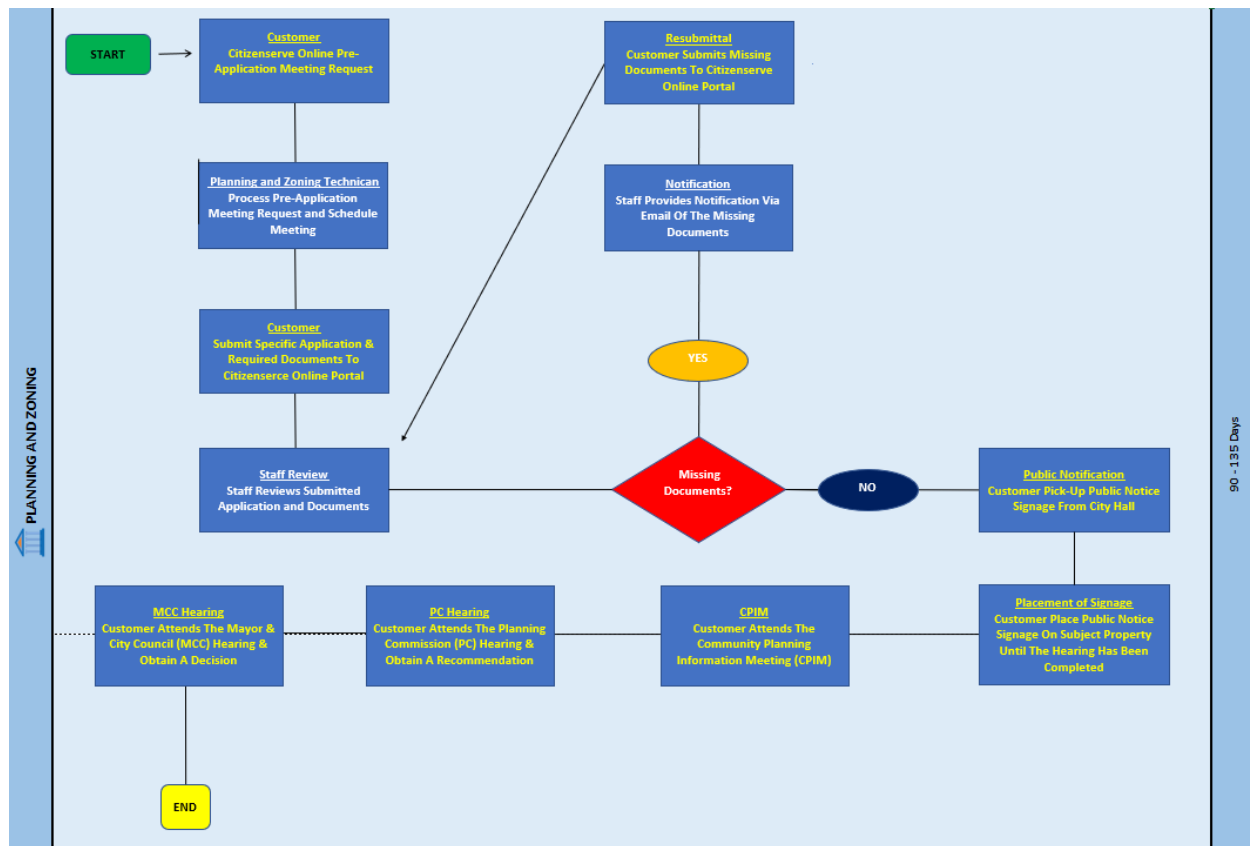 START
Customer
Citizenserve Online Pre-
Application Meeting Request
Planning and Zoning Technican
Process Pre-Application
Meeting Request and Schedule
Meeting
Customer
Submit Specific Application &
Required Documents To
Citizenserce Online Portal
Staff Review
Staff Reviews Submitted
Application and Documents
Missing
Documents?
YES
Notification
Staff Provides Notification Via
Email Of The Missing
Documents
Resubmittal
Customer Submits Missing
Documents To Citizenserve
Online Portal
NO
Public Notification
Customer Pick-Up Public Notice
Signage From City Hall
Placement of Signage
Customer Place Public Notice
Signage On Subject Property
Until The Hearing Has Been
Completed
CPIM
Customer Attends The
Community Planning
Information Meeting (CPIM)
PC Hearing
Customer Attends The Planning
Commission (PC) Hearing &
Obtain A Recommendation
MCC Hearing
Customer Attends The Mayor &
City Council (MCC) Hearing &
Obtain A Decision
END
PLANNING AND ZONING
90 - 135 Days